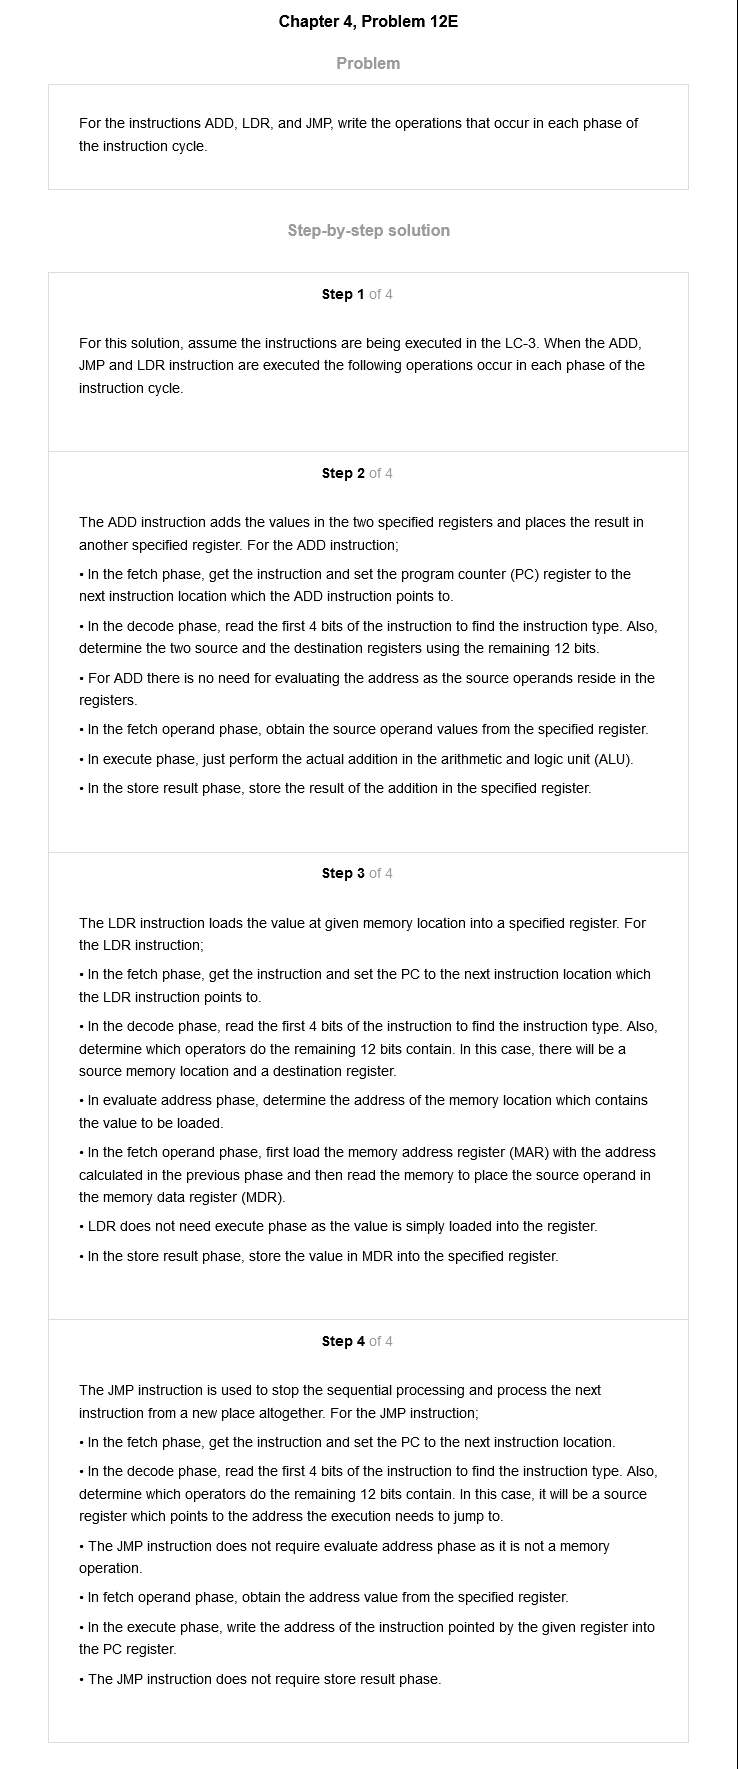 Chapter 4, Problem 12E
Problem
For the instructions ADD, LDR, and JMP, write the operations that occur in each phase of
the instruction cycle.
Step-by-step solution
Step 1 of 4
For this solution, assume the instructions are being executed in the LC-3. When the ADD,
JMP and LDR instruction are executed the following operations occur in each phase of the
instruction cycle.
Step 2 of 4
The ADD instruction adds the values in the two specified registers and places the result in
another specified register. For the ADD instruction;
• In the fetch phase, get the instruction and set the program counter (PC) register to the
next instruction location which the ADD instruction points to.
• In the decode phase, read the first 4 bits of the instruction to find the instruction type. Also,
determine the two source and the destination registers using the remaining 12 bits.
• For ADD there is no need for evaluating the address as the source operands reside in the
registers.
• In the fetch operand phase, obtain the source operand values from the specified register.
• In execute phase, just perform the actual addition in the arithmetic and logic unit (ALU).
• In the store result phase, store the result of the addition in the specified register.
Step 3 of 4
The LDR instruction loads the value at given memory location into a specified register. For
the LDR instruction;
• In the fetch phase, get the instruction and set the PC to the next instruction location which
the LDR instruction points to.
• In the decode phase, read the first 4 bits of the instruction to find the instruction type. Also,
determine which operators do the remaining 12 bits contain. In this case, there will be a
source memory location and a destination register.
• In evaluate address phase, determine the address of the memory location which contains
the value to be loaded.
• In the fetch operand phase, first load the memory address register (MAR) with the address
calculated in the previous phase and then read the memory to place the source operand in
the memory data register (MDR).
• LDR does not need execute phase as the value is simply loaded into the register.
• In the store result phase, store the value in MDR into the specified register.
Step 4 of 4
The JMP instruction is used to stop the sequential processing and process the next
instruction from a new place altogether. For the JMP instruction;
• In the fetch phase, get the instruction and set the PC to the next instruction location.
• In the decode phase, read the first 4 bits of the instruction to find the instruction type. Also,
determine which operators do the remaining 12 bits contain. In this case, it will be a source
register which points to the address the execution needs to jump to.
• The JMP instruction does not require evaluate address phase as it is not a memory
operation.
• In fetch operand phase, obtain the address value from the specified register.
• In the execute phase, write the address of the instruction pointed by the given register into
the PC register.
• The JMP instruction does not require store result phase.